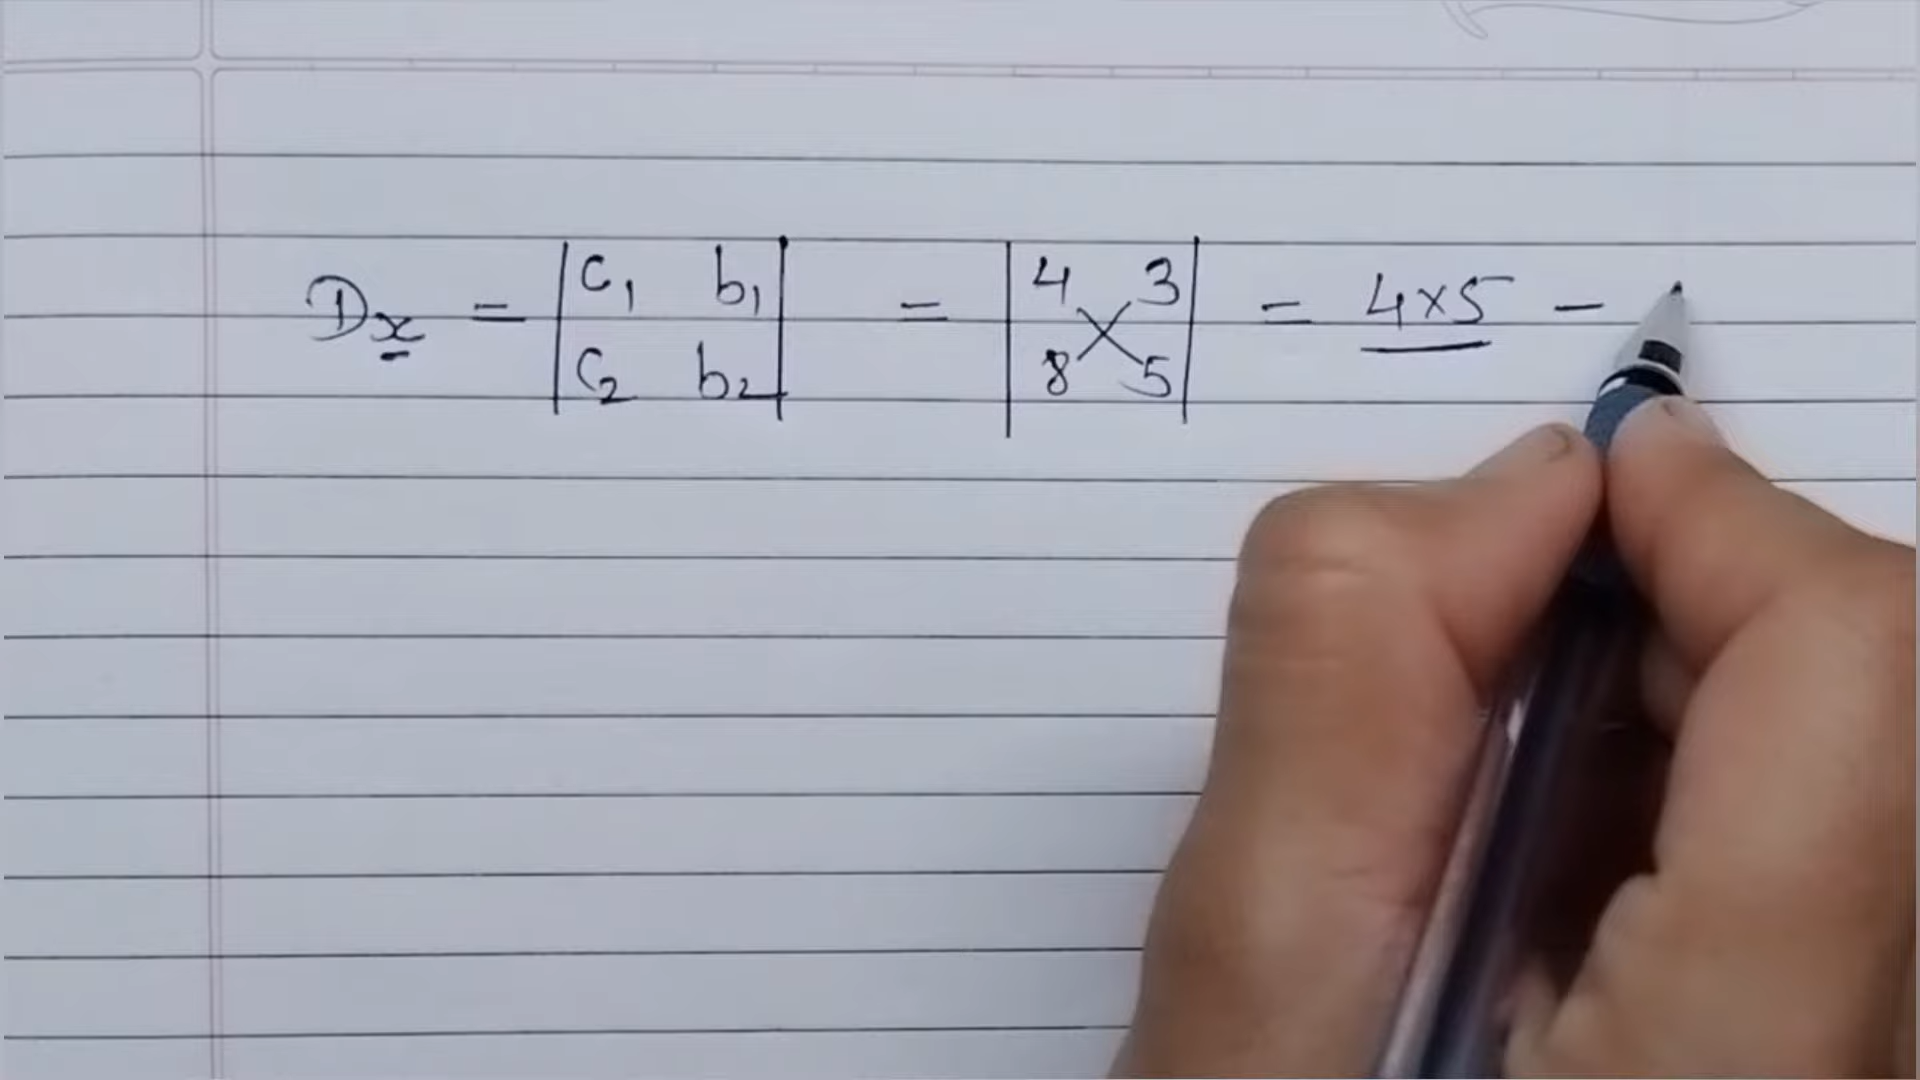 Dx = | c1 b1 | = | 4 3 | = 4×5 −
| c2 b2 | | 8 5 |